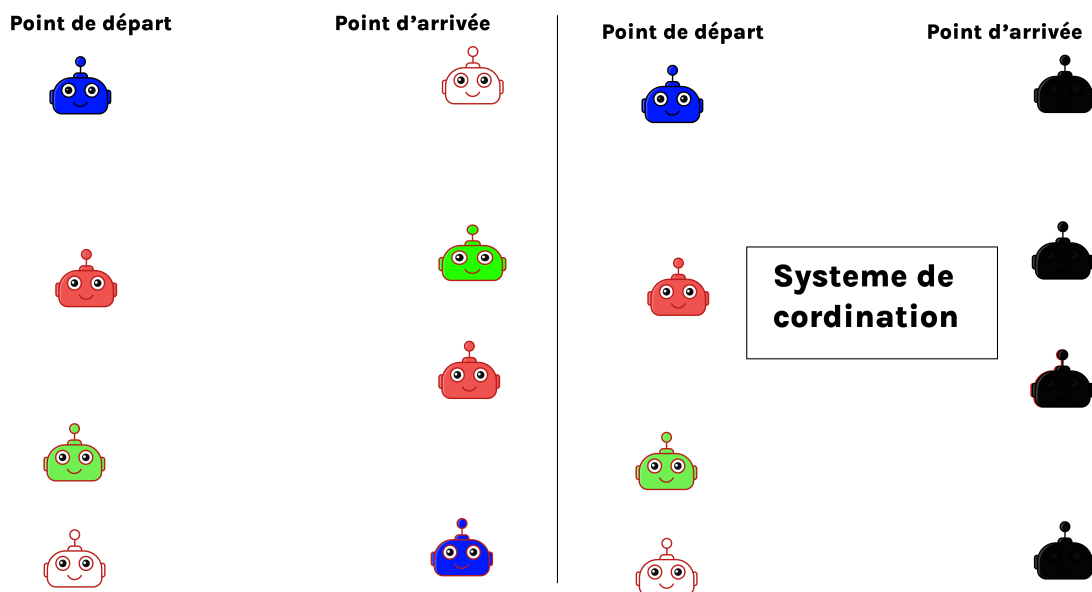 Point de départ
Point d'arrivée
Point de départ
Point d'arrivée
Systeme de
cordination